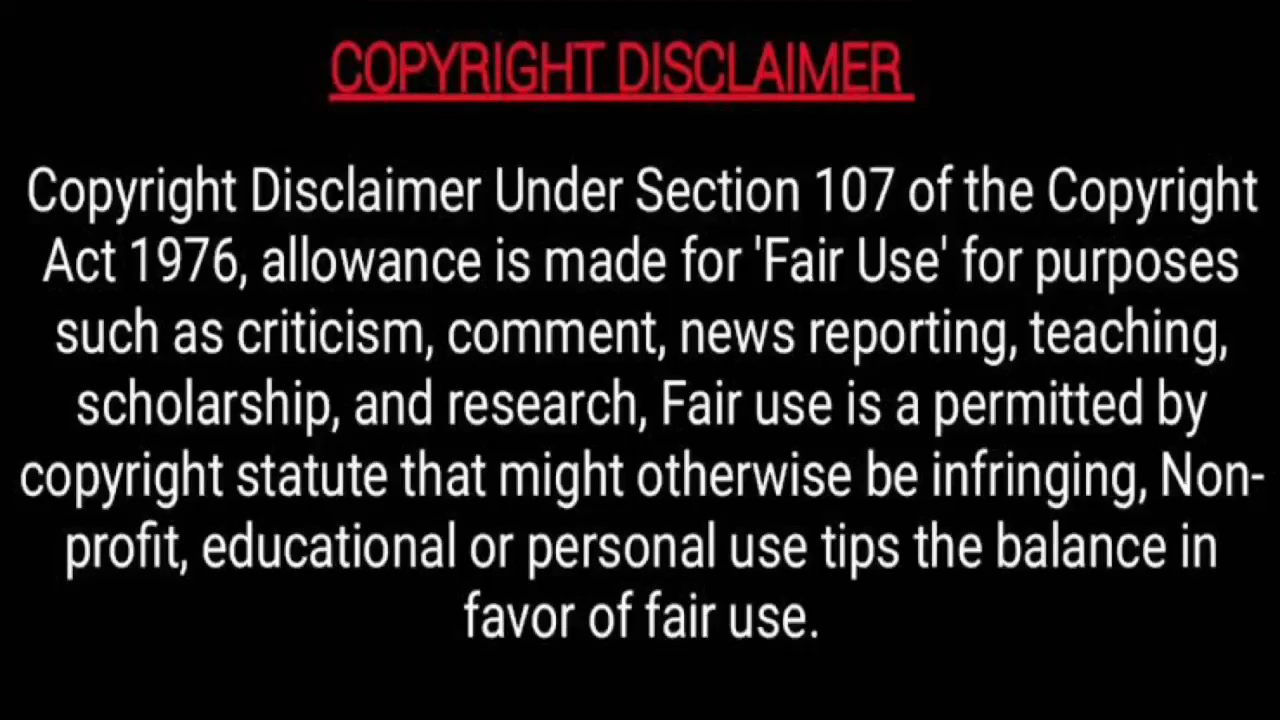 COPYRIGHT DISCLAIMER
Copyright Disclaimer Under Section 107 of the Copyright
Act 1976, allowance is made for 'Fair Use' for purposes
such as criticism, comment, news reporting, teaching,
scholarship, and research, Fair use is a permitted by
copyright statute that might otherwise be infringing, Non-
profit, educational or personal use tips the balance in
favor of fair use.